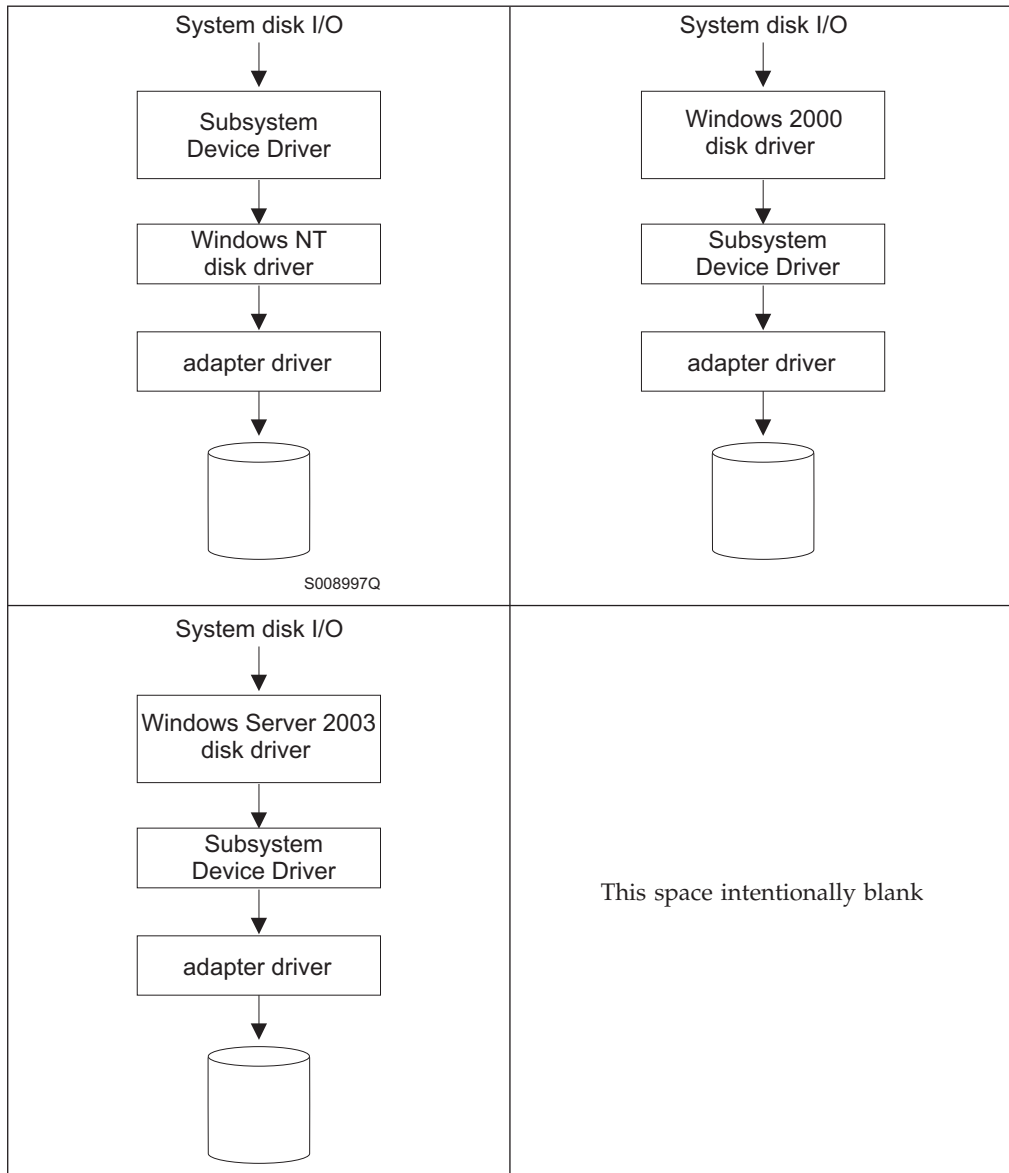 System disk I/O
Subsystem
Device Driver
Windows NT
disk driver
adapter driver
S008997Q
System disk I/O
Windows 2000
disk driver
Subsystem
Device Driver
adapter driver
System disk I/O
Windows Server 2003
disk driver
Subsystem
Device Driver
adapter driver
This space intentionally blank